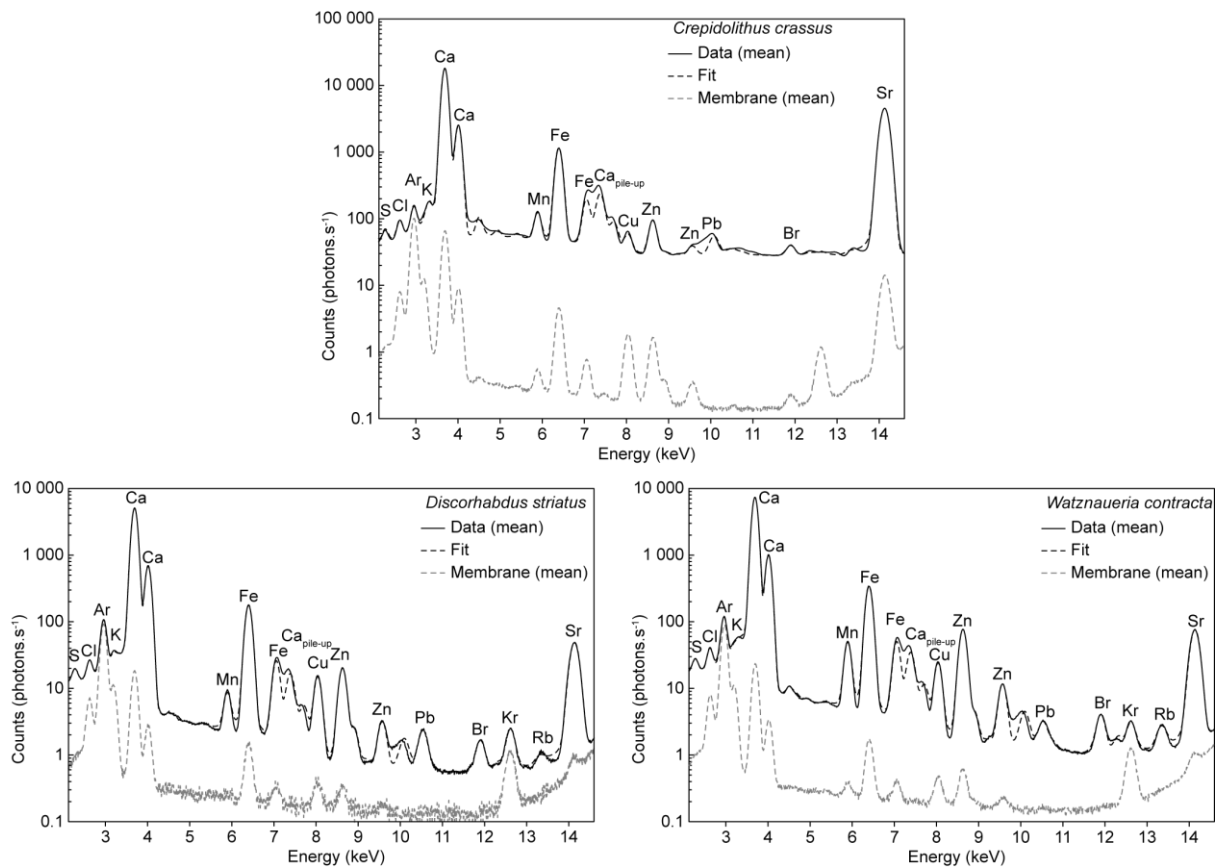 100 000
10 000
1 000
100
10
1
0.1
Counts (photons.s⁻¹)
Crepidolithus crassus
Data (mean)
Fit
Membrane (mean)
S
Cl
Ar
K
Ca
Ca
Mn
Fe
Fe
Ca pile-up
Cu
Zn
Zn
Pb
Br
Sr
3 4 5 6 7 8 9 10 11 12 13 14
Energy (keV)
10 000
1 000
100
10
1
0.1
Counts (photons.s⁻¹)
Discorhabdus striatus
Data (mean)
Fit
Membrane (mean)
S
Cl
Ar
K
Ca
Ca
Mn
Fe
Fe
Ca pile-up
Cu
Zn
Zn
Pb
Br
Kr
Rb
Sr
3 4 5 6 7 8 9 10 11 12 13 14
Energy (keV)
10 000
1 000
100
10
1
0.1
Counts (photons.s⁻¹)
Watznaueria contracta
Data (mean)
Fit
Membrane (mean)
S
Cl
Ar
K
Ca
Ca
Mn
Fe
Fe
Ca pile-up
Cu
Zn
Zn
Pb
Br
Kr
Rb
Sr
3 4 5 6 7 8 9 10 11 12 13 14
Energy (keV)